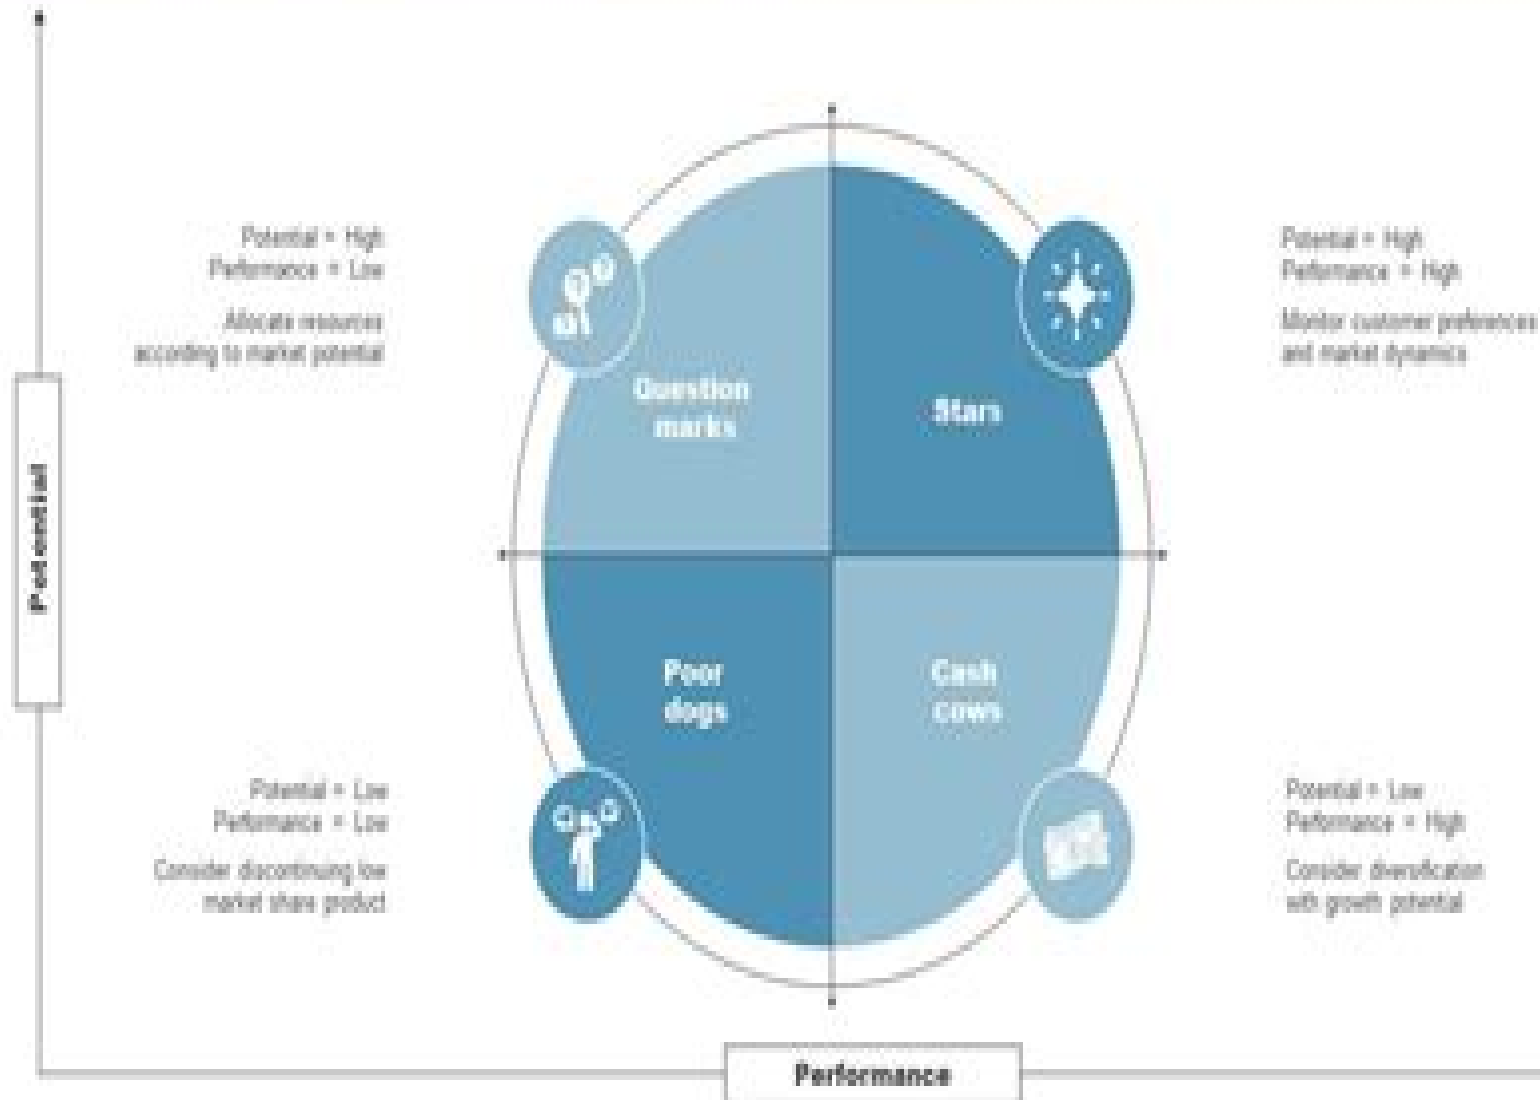 Potential = High
Performance = Low
Allocate resources
according to market potential
Question
marks
Stars
Potential = High
Performance = High
Monitor customer preferences
and market dynamics
Potential
Poor
dogs
Cash
cows
Potential = Low
Performance = Low
Consider discontinuing low
market share product
Potential = Low
Performance = High
Consider diversification
with growth potential
Performance